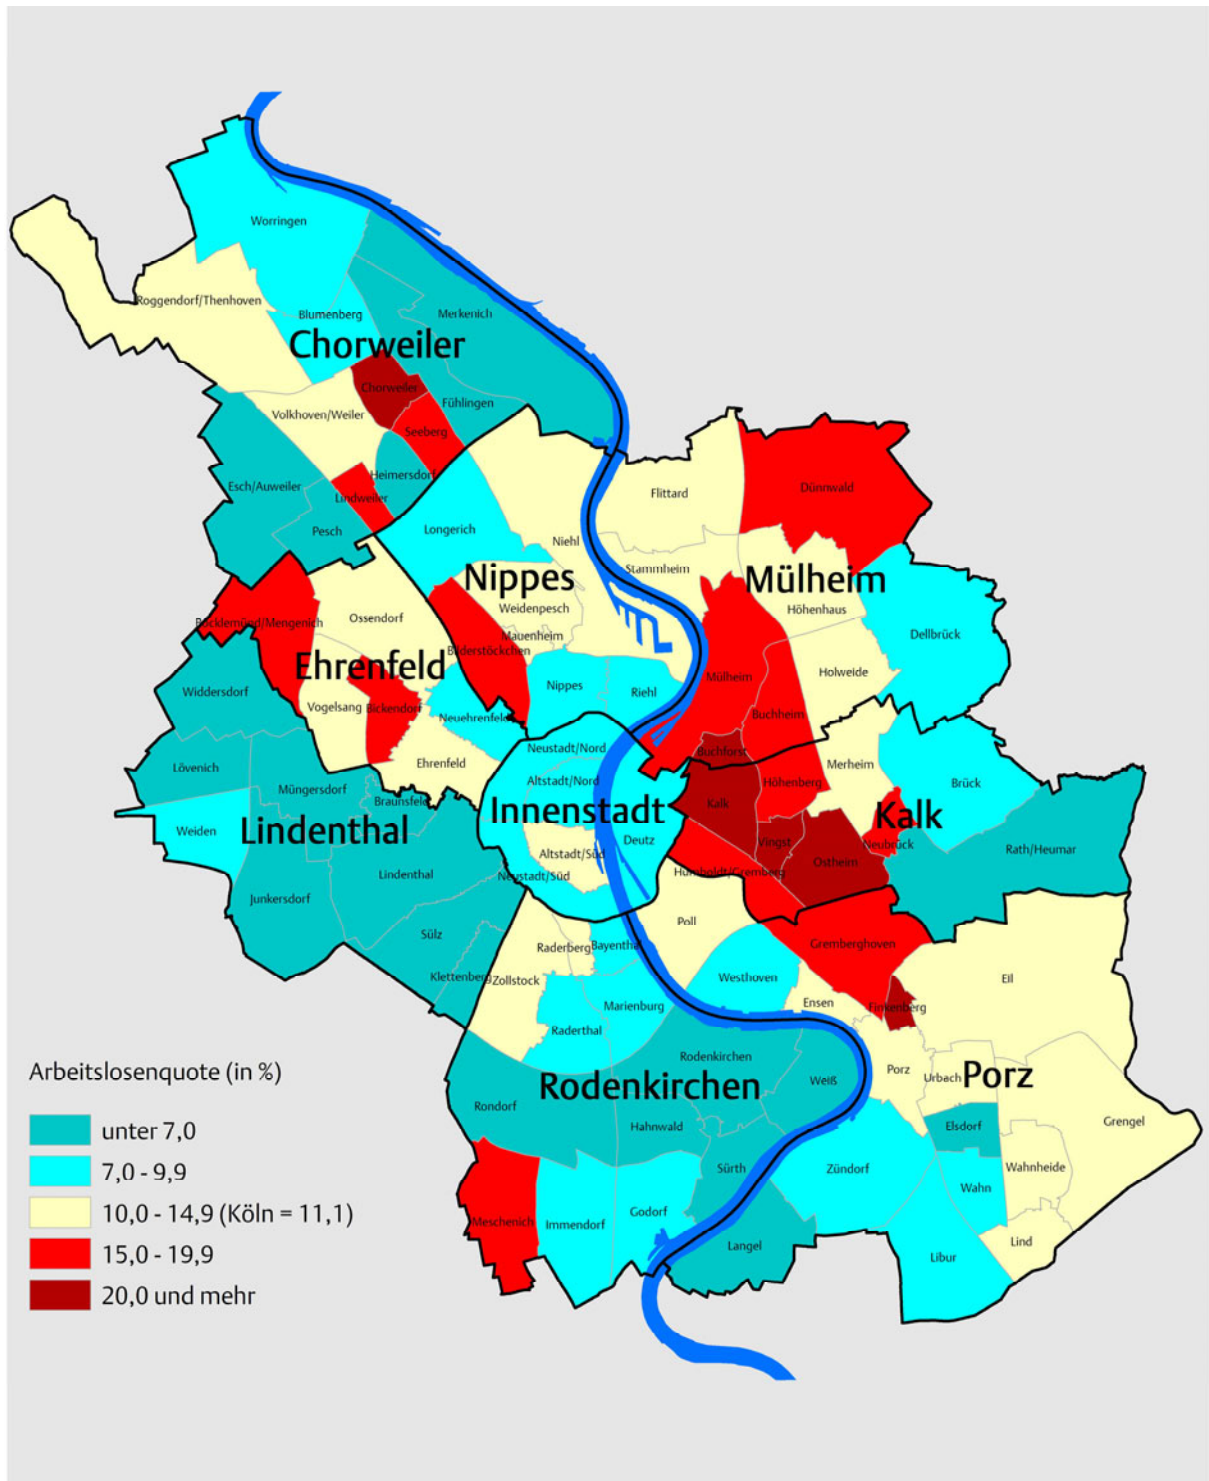 Worringen
Roggendorf/Thenhoven
Blumenberg
Merkenich
Chorweiler
Chorweiler
Fühlingen
Volkhoven/Weiler
Seeberg
Heimersdorf
Esch/Auweiler
Lindweiler
Pesch
Longerich
Flittard
Dünnwald
Niehl
Stammheim
Nippes
Mülheim
Weidenpesch
Höhenhaus
Ossendorf
Bocklemünd/Mengenich
Mauenheim
Bilderstöckchen
Dellbrück
Ehrenfeld
Holweide
Mülheim
Widdersdorf
Nippes
Riehl
Vogelsang
Bickendorf
Neuehrenfeld
Buchheim
Neustadt/Nord
Buchforst
Ehrenfeld
Merheim
Lövenich
Altstadt/Nord
Höhenberg
Brück
Müngersdorf
Braunsfeld
Innenstadt
Kalk
Kalk
Weiden
Lindenthal
Deutz
Vingst
Neubrück
Rath/Heumar
Altstadt/Süd
Ostheim
Lindenthal
Neustadt/Süd
Humboldt/Gremberg
Junkersdorf
Poll
Sülz
Raderberg
Bayenthal
Gremberghoven
Klettenberg
Zollstock
Westhoven
Eil
Ensen
Finkenberg
Marienburg
Raderthal
Rodenkirchen
Rodenkirchen
Weiß
Porz
Urbach
Porz
Rondorf
Hahnwald
Elsdorf
Grengel
Sürth
Zündorf
Wahnheide
Wahn
Meschenich
Immendorf
Godorf
Langel
Libur
Lind
Arbeitslosenquote (in %)
unter 7,0
7,0 - 9,9
10,0 - 14,9 (Köln = 11,1)
15,0 - 19,9
20,0 und mehr